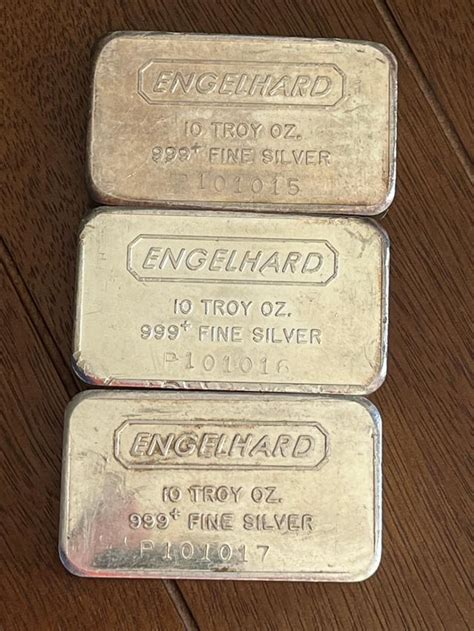 ENGELHARD
10 TROY OZ.
999+ FINE SILVER
P101015
ENGELHARD
10 TROY OZ.
999+ FINE SILVER
P101016
ENGELHARD
10 TROY OZ.
999+ FINE SILVER
P101017